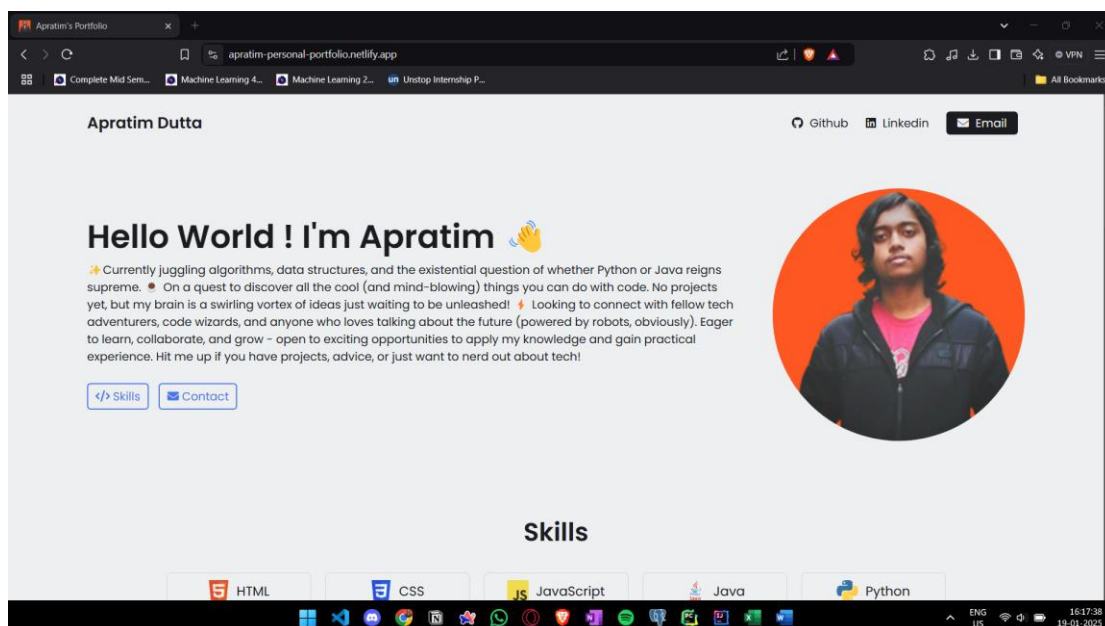 Apratim's Portfolio
apratim-personal-portfolio.netlify.app
VPN
Complete Mid Sem...
Machine Learning 4...
Machine Learning 2...
un Unstop Internship P...
All Bookmarks
Apratim Dutta
Github
in Linkedin
Email
Hello World ! I'm Apratim 👋
✨ Currently juggling algorithms, data structures, and the existential question of whether Python or Java reigns
supreme. ☕ On a quest to discover all the cool (and mind-blowing) things you can do with code. No projects
yet, but my brain is a swirling vortex of ideas just waiting to be unleashed! ⚡ Looking to connect with fellow tech
adventurers, code wizards, and anyone who loves talking about the future (powered by robots, obviously). Eager
to learn, collaborate, and grow - open to exciting opportunities to apply my knowledge and gain practical
experience. Hit me up if you have projects, advice, or just want to nerd out about tech!
</> Skills
Contact
Skills
HTML
CSS
JS JavaScript
Java
Python
ENG
US
16:17:38
19-01-2025